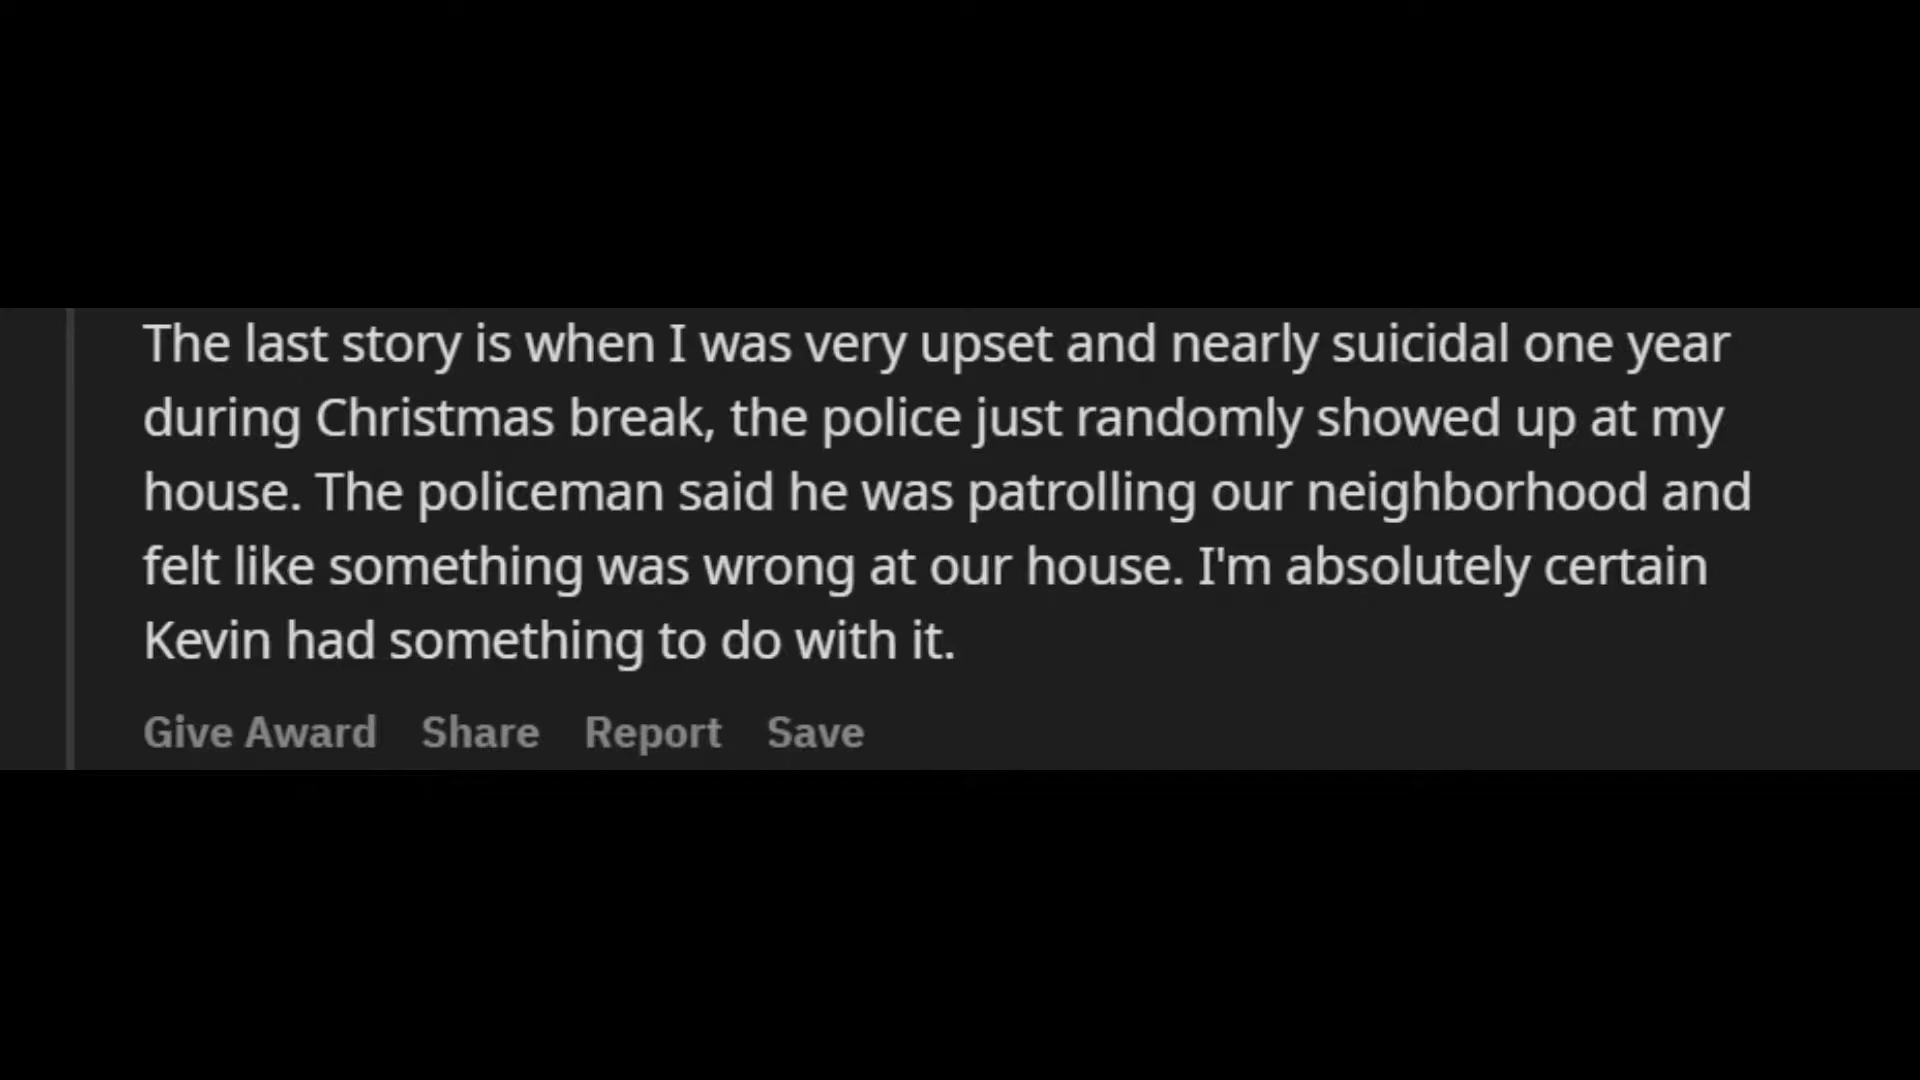 The last story is when I was very upset and nearly suicidal one year
during Christmas break, the police just randomly showed up at my
house. The policeman said he was patrolling our neighborhood and
felt like something was wrong at our house. I'm absolutely certain
Kevin had something to do with it.
Give Award Share Report Save